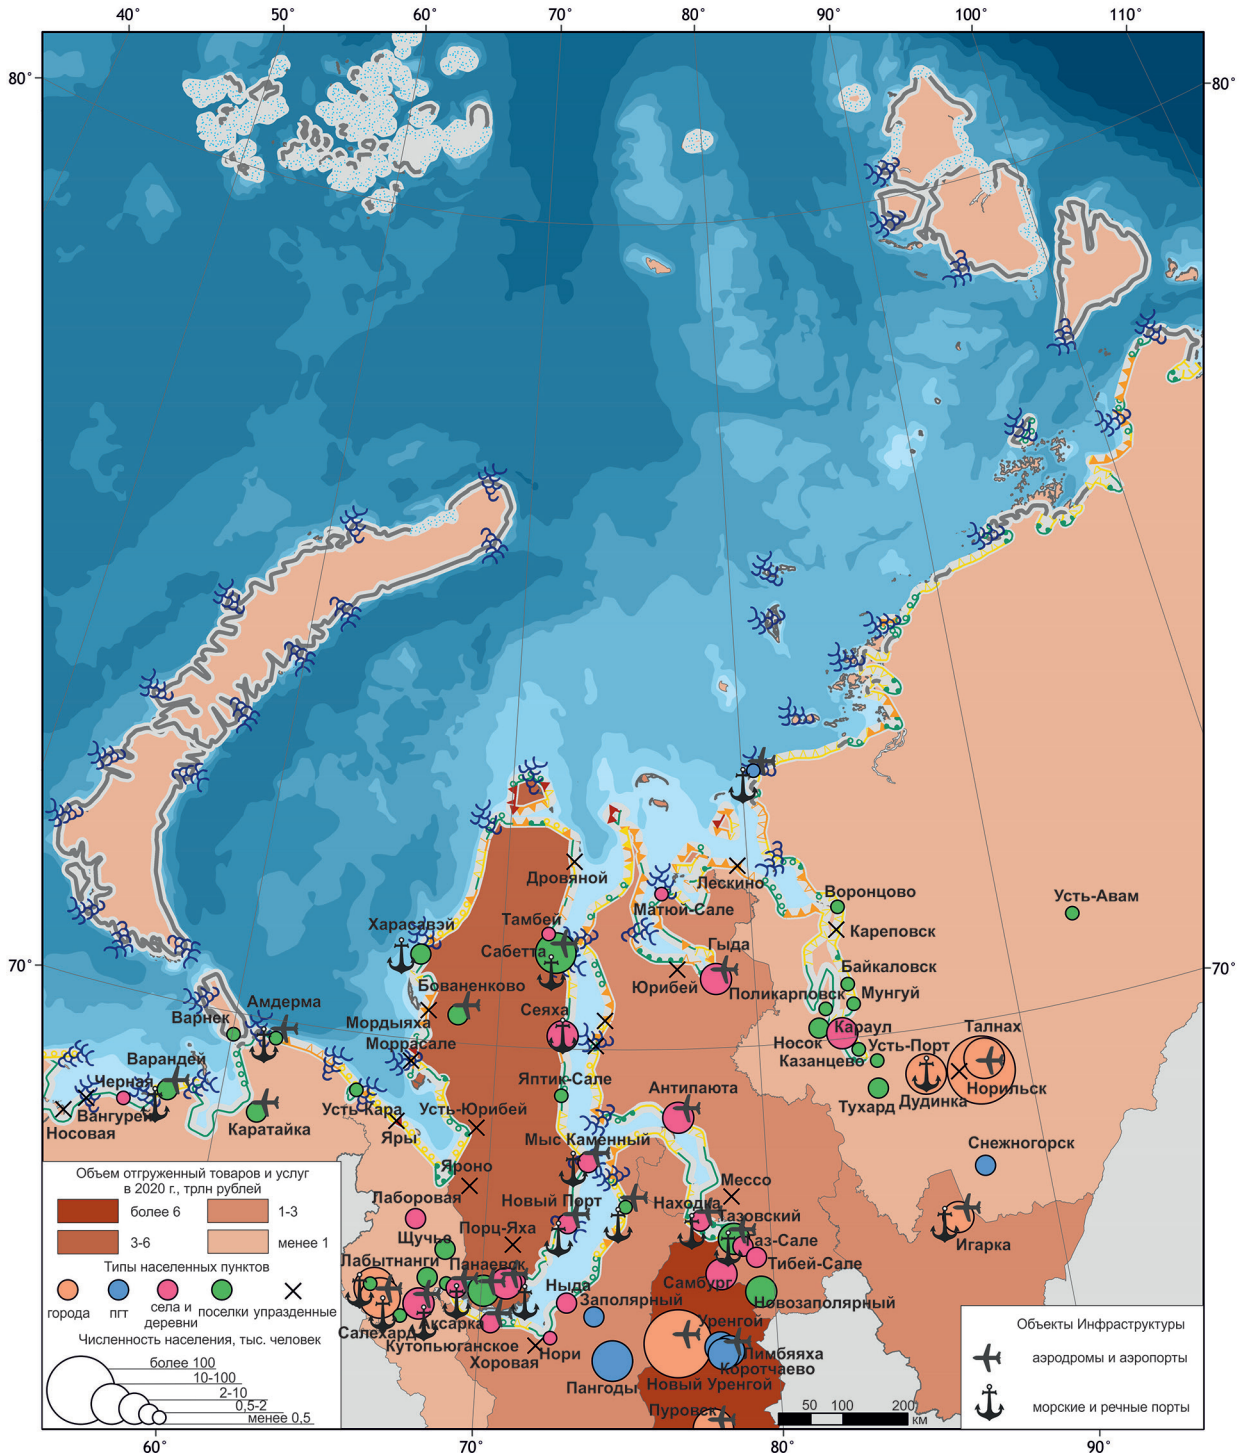 40°
50°
60°
70°
80°
90°
100°
110°
80°
80°
Дровяной
Лескино
Матюй-Сале
Воронцово
Усть-Авам
Харасавэй
Тамбей
Кареповск
Сабетта
Гыда
70°
70°
Бованенково
Юрибей
Байкаловск
Поликарповск
Мунгуй
Амдерма
Варнек
Мордыяха
Сеяха
Караул
Талнах
Моррасале
Носок
Усть-Порт
Варандей
Казанцево
Черная
Яптик-Сале
Антипаюта
Норильск
Вангурей
Усть-Кара
Усть-Юрибей
Тухард
Дудинка
Носовая
Каратайка
Яры
Мыс Каменный
Снежногорск
Яроно
Мессо
Лаборовая
Новый Порт
Находка
Тазовский
Щучье
Порц-Яха
Газ-Сале
Игарка
Лабытнанги
Панаевск
Тибей-Сале
Ныда
Самбург
Заполярный
Новозаполярный
Салехард
Аксарка
Уренгой
Кутопьюганское
Лимбяяха
Хоровая
Нори
Коротчаево
Пангоды
Новый Уренгой
Пуровск
Объем отгруженный товаров и услуг
в 2020 г., трлн рублей
более 6
1-3
3-6
менее 1
Типы населенных пунктов
города
пгт
села и
деревни
поселки
упраздненные
Численность населения, тыс. человек
более 100
10-100
2-10
0,5-2
менее 0,5
Объекты Инфраструктуры
аэродромы и аэропорты
морские и речные порты
50
100
200
км
60°
70°
80°
90°